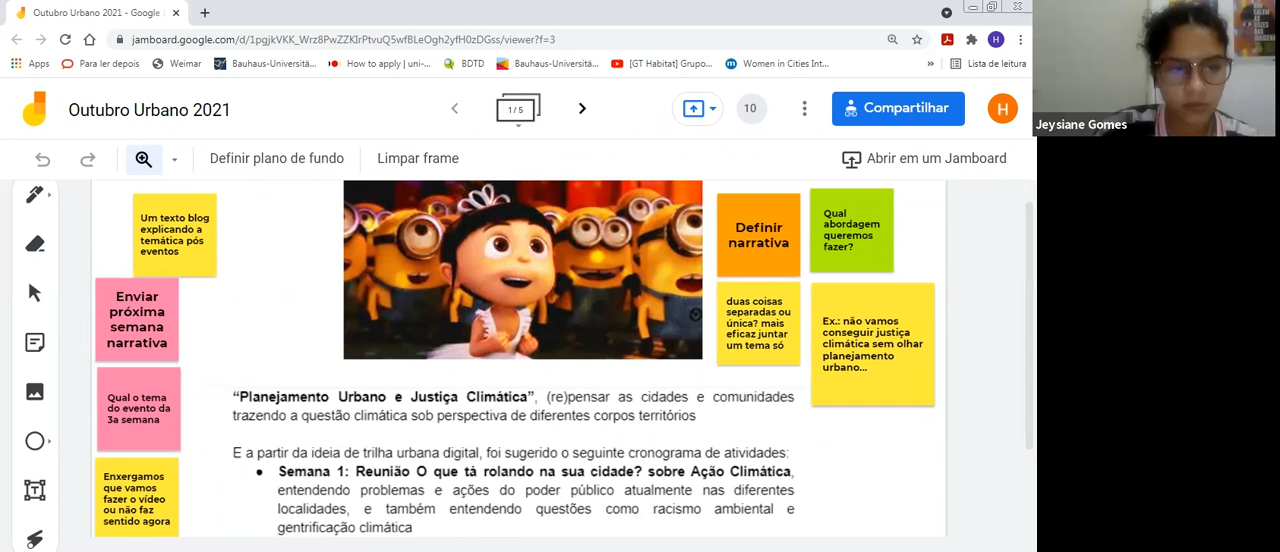 Outubro Urbano 2021 - Google
jamboard.google.com/d/1pgjkVKK_Wrz8PwZZKIrPtvuQ5wfBLeOgh2yfH0zDGss/viewer?f=3
H
Apps
Para ler depois
Weimar
Bauhaus-Universitä...
How to apply | uni-...
BDTD
Bauhaus-Universitä...
[GT Habitat] Grupo...
Women in Cities Int...
»
Lista de leitura
Outubro Urbano 2021
1/5
10
Compartilhar
H
Definir plano de fundo
Limpar frame
Abrir em um Jamboard
Um texto blog
explicando a
temática pós
eventos
Enviar
próxima
semana
narrativa
Qual o tema
do evento da
3a semana
Enxergamos
que vamos
fazer o vídeo
ou não faz
sentido agora
Definir
narrativa
Qual
abordagem
queremos
fazer?
duas coisas
separadas ou
única? mais
eficaz juntar
um tema só
Ex.: não vamos
conseguir justiça
climática sem olhar
planejamento
urbano...
“Planejamento Urbano e Justiça Climática”, (re)pensar as cidades e comunidades
trazendo a questão climática sob perspectiva de diferentes corpos territórios
E a partir da ideia de trilha urbana digital, foi sugerido o seguinte cronograma de atividades:
● Semana 1: Reunião O que tá rolando na sua cidade? sobre Ação Climática,
entendendo problemas e ações do poder público atualmente nas diferentes
localidades, e também entendendo questões como racismo ambiental e
gentrificação climática
Jeysiane Gomes